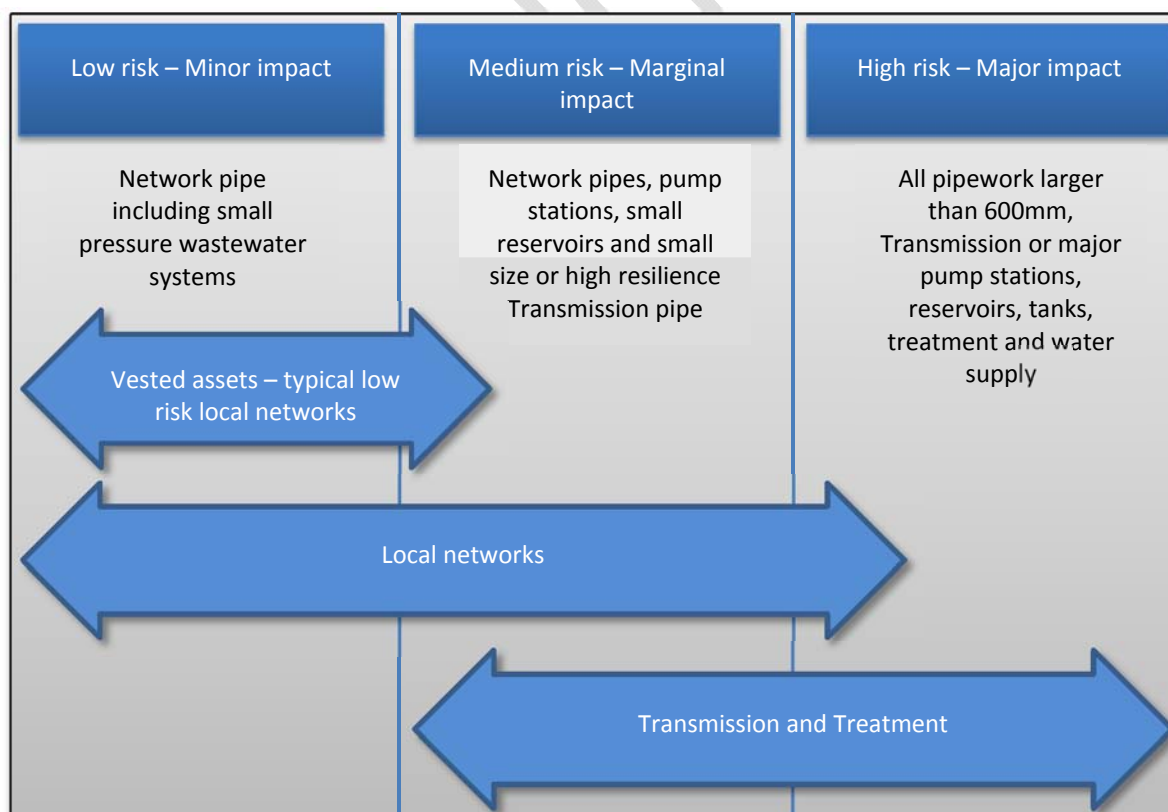 Low risk – Minor impact
Medium risk – Marginal
impact
High risk – Major impact
Network pipe
including small
pressure wastewater
systems
Network pipes, pump
stations, small
reservoirs and small
size or high resilience
Transmission pipe
All pipework larger
than 600mm,
Transmission or major
pump stations,
reservoirs, tanks,
treatment and water
supply
Vested assets – typical low
risk local networks
Local networks
Transmission and Treatment